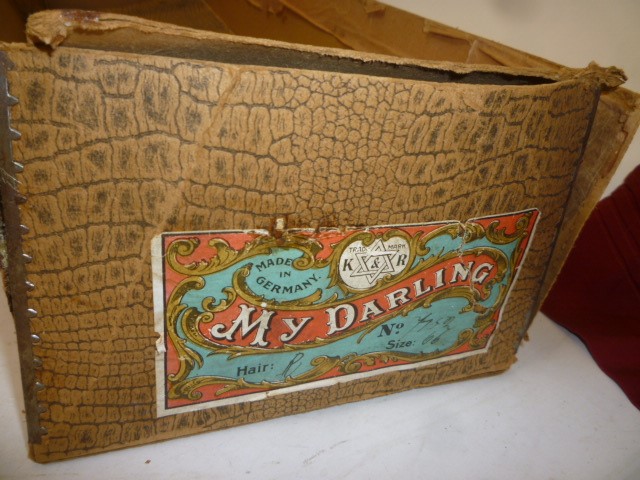 MADE
IN
GERMANY.
TRADE MARK
K & R
MY DARLING
No
Hair:
Size: